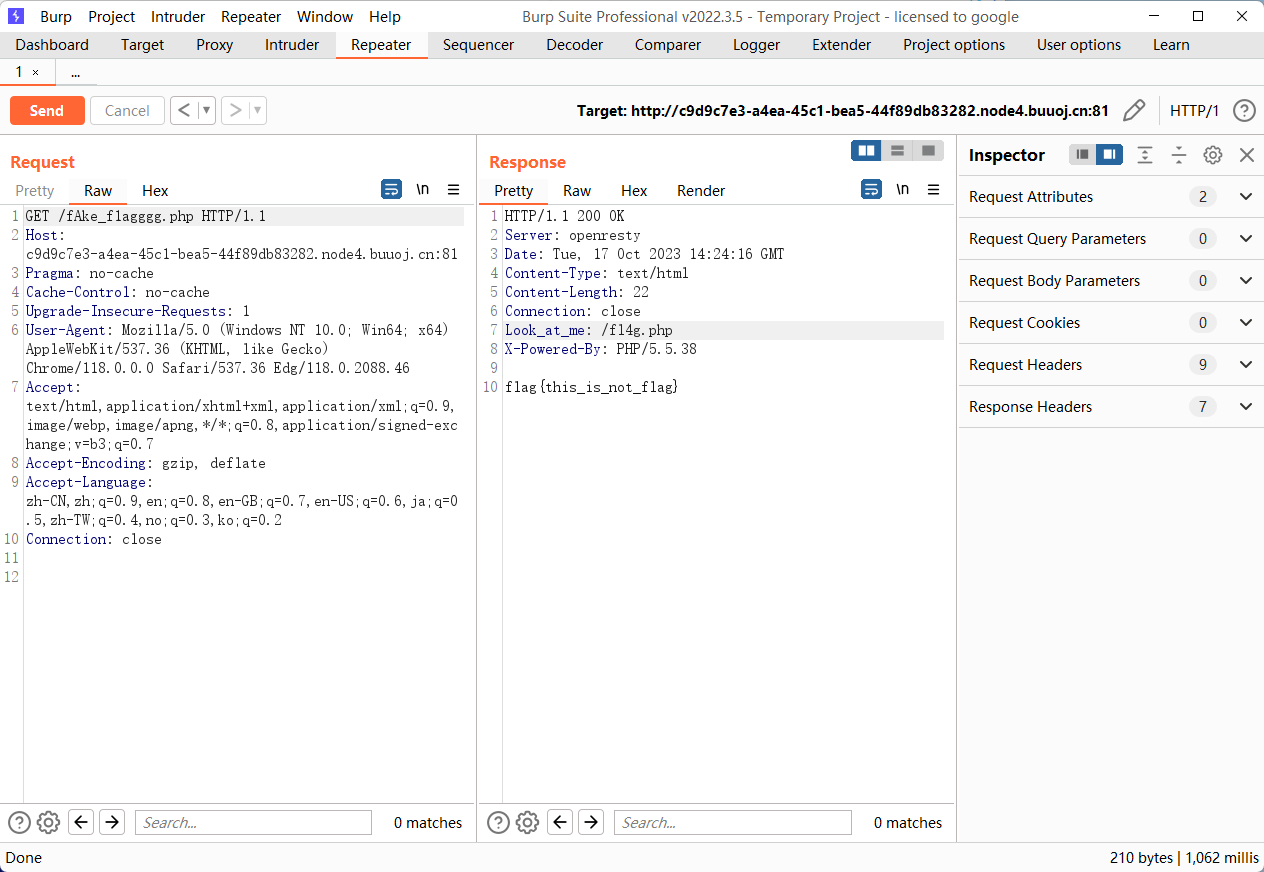 Burp Project Intruder Repeater Window Help Burp Suite Professional v2022.3.5 - Temporary Project - licensed to google
Dashboard Target Proxy Intruder Repeater Sequencer Decoder Comparer Logger Extender Project options User options Learn
1 × ...
Send Cancel < > Target: http://c9d9c7e3-a4ea-45c1-bea5-44f89db83282.node4.buuoj.cn:81 HTTP/1 ?
Request
Pretty Raw Hex \n
1 GET /fAke_flagggg.php HTTP/1.1
2 Host:
c9d9c7e3-a4ea-45c1-bea5-44f89db83282.node4.buuoj.cn:81
3 Pragma: no-cache
4 Cache-Control: no-cache
5 Upgrade-Insecure-Requests: 1
6 User-Agent: Mozilla/5.0 (Windows NT 10.0; Win64; x64)
AppleWebKit/537.36 (KHTML, like Gecko)
Chrome/118.0.0.0 Safari/537.36 Edg/118.0.2088.46
7 Accept:
text/html,application/xhtml+xml,application/xml;q=0.9,
image/webp,image/apng,*/*;q=0.8,application/signed-exc
hange;v=b3;q=0.7
8 Accept-Encoding: gzip, deflate
9 Accept-Language:
zh-CN,zh;q=0.9,en;q=0.8,en-GB;q=0.7,en-US;q=0.6,ja;q=0
.5,zh-TW;q=0.4,no;q=0.3,ko;q=0.2
10 Connection: close
11
12
Response
Pretty Raw Hex Render \n
1 HTTP/1.1 200 OK
2 Server: openresty
3 Date: Tue, 17 Oct 2023 14:24:16 GMT
4 Content-Type: text/html
5 Content-Length: 22
6 Connection: close
7 Look_at_me: /fl4g.php
8 X-Powered-By: PHP/5.5.38
9
10 flag{this_is_not_flag}
Inspector
Request Attributes 2
Request Query Parameters 0
Request Body Parameters 0
Request Cookies 0
Request Headers 9
Response Headers 7
? Search... 0 matches
? Search... 0 matches
Done 210 bytes | 1,062 millis